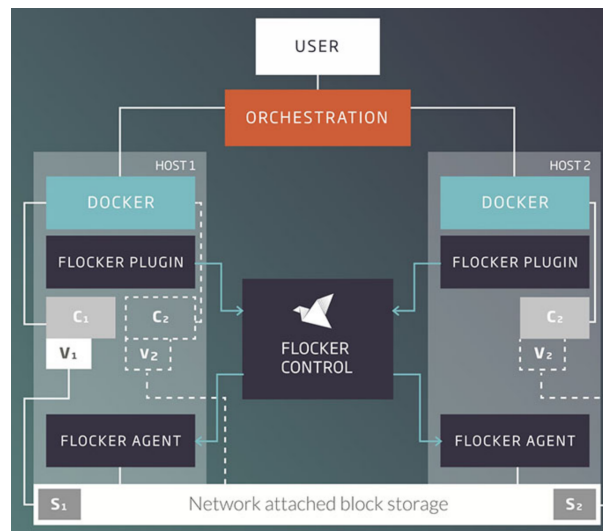 USER
ORCHESTRATION
HOST 1
HOST 2
DOCKER
DOCKER
FLOCKER PLUGIN
FLOCKER PLUGIN
C1
C2
C2
V1
V2
V2
FLOCKER
CONTROL
FLOCKER AGENT
FLOCKER AGENT
S1
Network attached block storage
S2